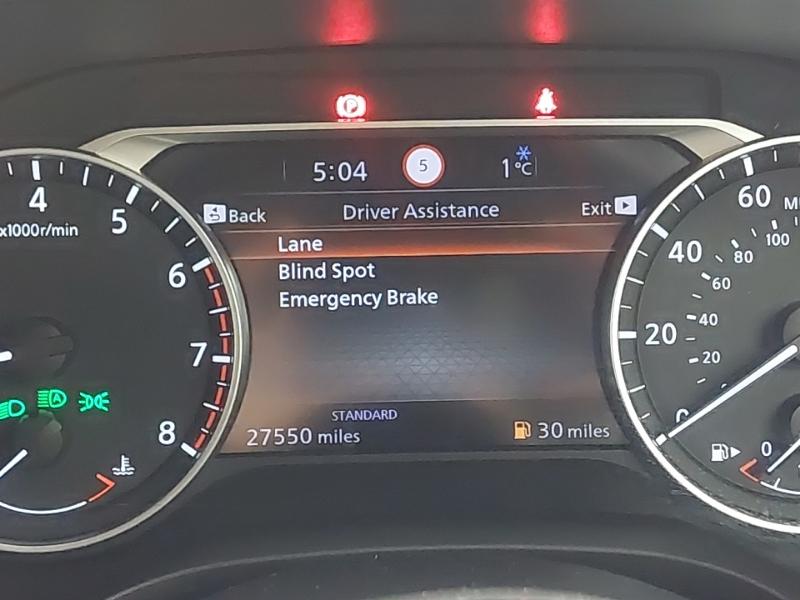 P
5:04 5 1°C
Back Driver Assistance Exit
Lane
Blind Spot
Emergency Brake
STANDARD
27550 miles 30 miles
4
5
x1000r/min
6
7
8
A
60
40
100
80
60
20
40
20
0
0